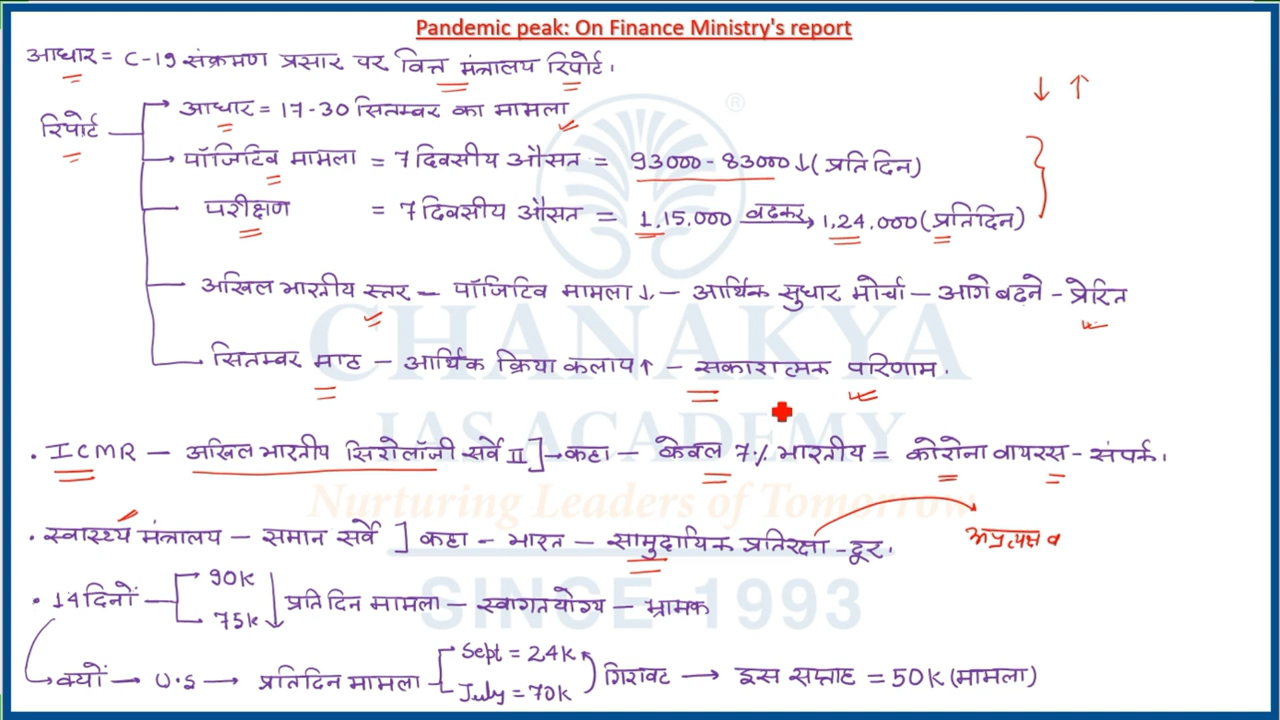 Pandemic peak: On Finance Ministry's report
आधार = C-19 संक्रमण प्रसार पर वित्त मंत्रालय रिपोर्ट।
रिपोर्ट
आधार = 17-30 सितम्बर का मामला
पॉजिटिव मामला = 7 दिवसीय औसत = 93000 - 83000 ↓ (प्रतिदिन)
परीक्षण = 7 दिवसीय औसत = 1,15,000 बढ़कर → 1,24,000 (प्रतिदिन)
अखिल भारतीय स्तर - पॉजिटिव मामला ↓ - आर्थिक सुधार मोर्चा - आगे बढ़ने - प्रेरित
सितम्बर माह - आर्थिक क्रिया कलाप ↑ - सकारात्मक परिणाम.
CHANAKYA
IAS ACADEMY
Nurturing Leaders of Tomorrow
SINCE 1993
. ICMR - अखिल भारतीय सिरोलॉजी सर्वे II ] → कहा - केवल 7% भारतीय = कोरोना वायरस - संपर्क.
. स्वास्थ्य मंत्रालय - समान सर्वे ] कहा - भारत - सामुदायिक प्रतिरक्षा - दूर.
अप्रत्यक्ष व
. 14 दिनों 90K 75K ↓ प्रतिदिन मामला - स्वागतयोग्य - भ्रामक
क्यों → U.S → प्रतिदिन मामला Sept = 24K July = 70K गिरावट → इस सप्ताह = 50K (मामला)